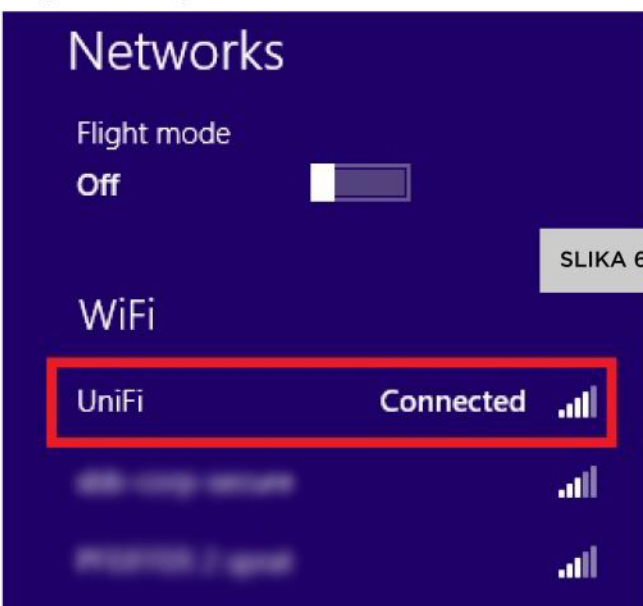 Networks
Flight mode
Off
SLIKA 6
WiFi
UniFi Connected